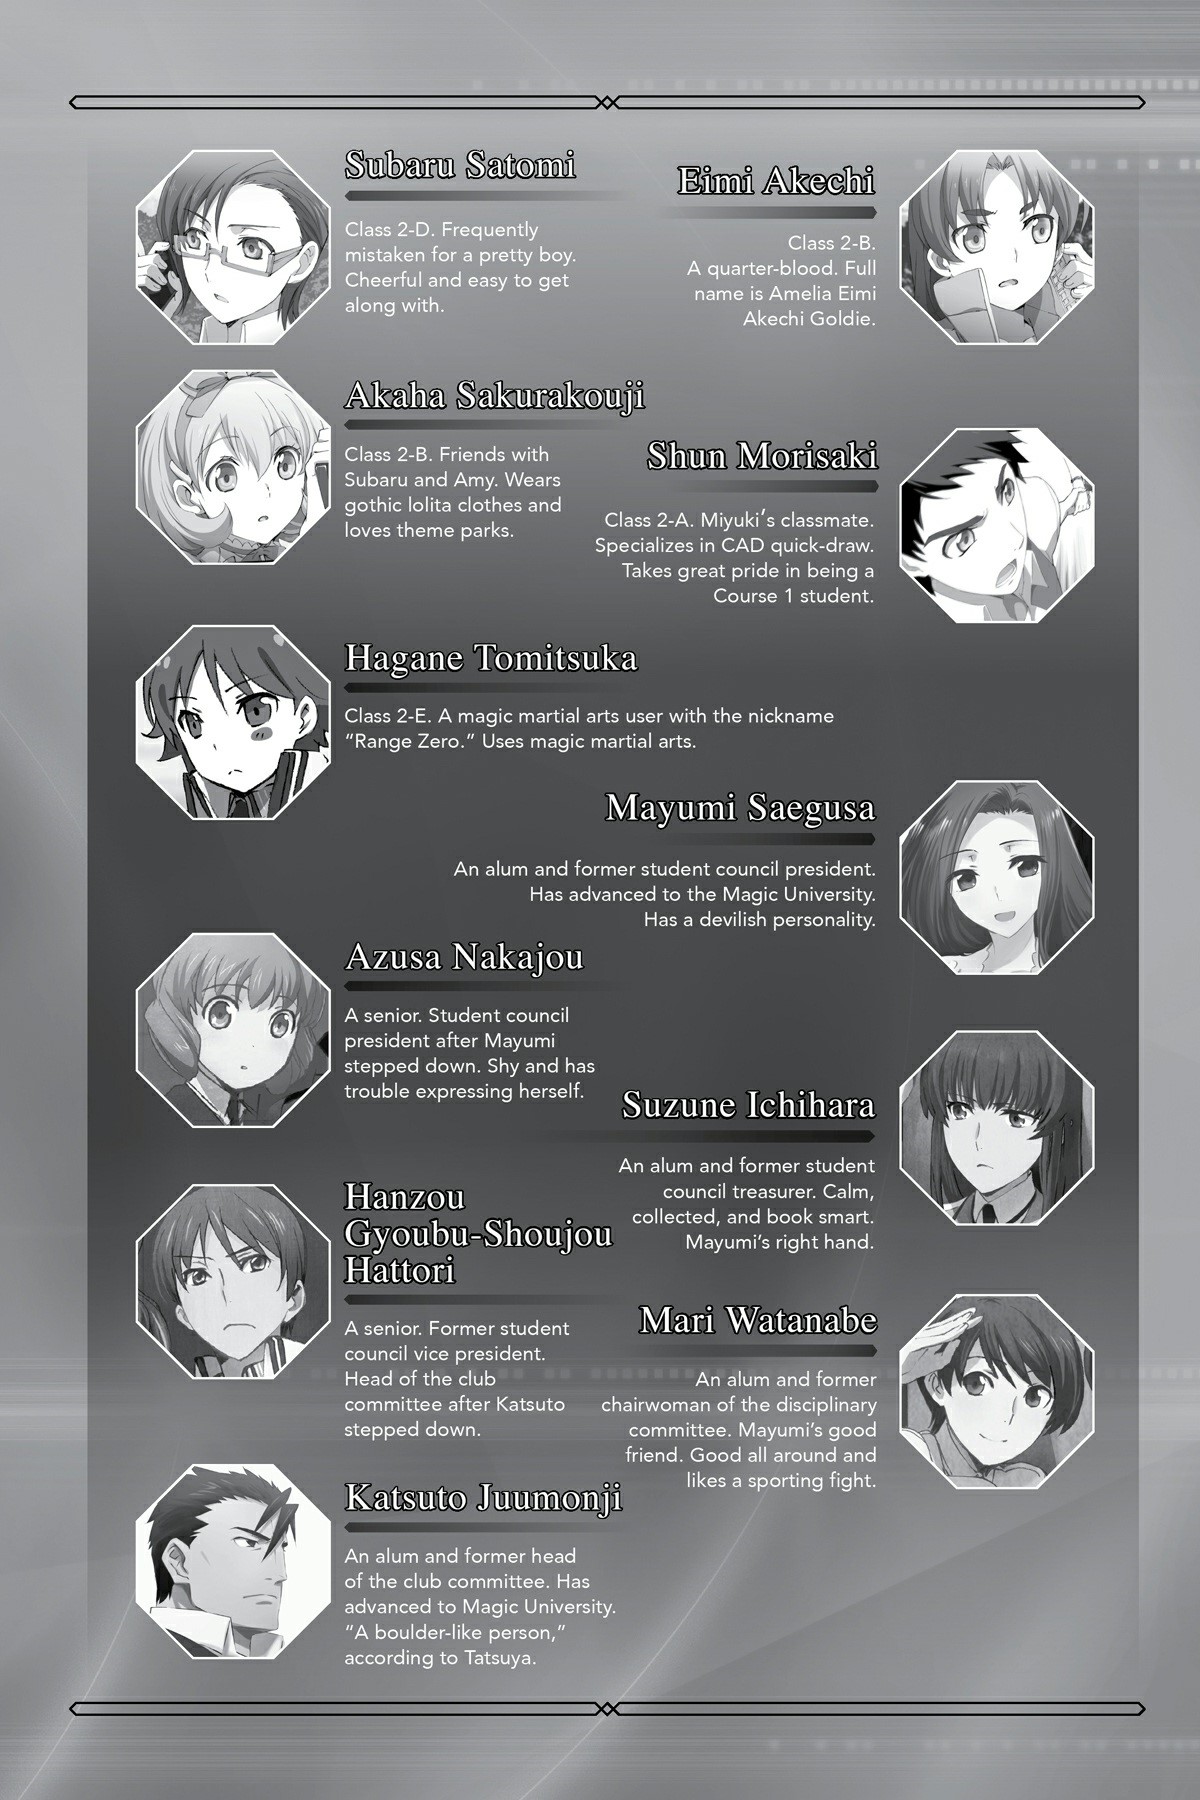 Subaru Satomi
Class 2-D. Frequently
mistaken for a pretty boy.
Cheerful and easy to get
along with.
Eimi Akechi
Class 2-B.
A quarter-blood. Full
name is Amelia Eimi
Akechi Goldie.
Akaha Sakurakouji
Class 2-B. Friends with
Subaru and Amy. Wears
gothic lolita clothes and
loves theme parks.
Shun Morisaki
Class 2-A. Miyuki's classmate.
Specializes in CAD quick-draw.
Takes great pride in being a
Course 1 student.
Hagane Tomitsuka
Class 2-E. A magic martial arts user with the nickname
“Range Zero.” Uses magic martial arts.
Mayumi Saegusa
An alum and former student council president.
Has advanced to the Magic University.
Has a devilish personality.
Azusa Nakajou
A senior. Student council
president after Mayumi
stepped down. Shy and has
trouble expressing herself.
Suzune Ichihara
An alum and former student
council treasurer. Calm,
collected, and book smart.
Mayumi’s right hand.
Hanzou
Gyoubu-Shoujou
Hattori
A senior. Former student
council vice president.
Head of the club
committee after Katsuto
stepped down.
Mari Watanabe
An alum and former
chairwoman of the disciplinary
committee. Mayumi’s good
friend. Good all around and
likes a sporting fight.
Katsuto Juumonji
An alum and former head
of the club committee. Has
advanced to Magic University.
“A boulder-like person,”
according to Tatsuya.